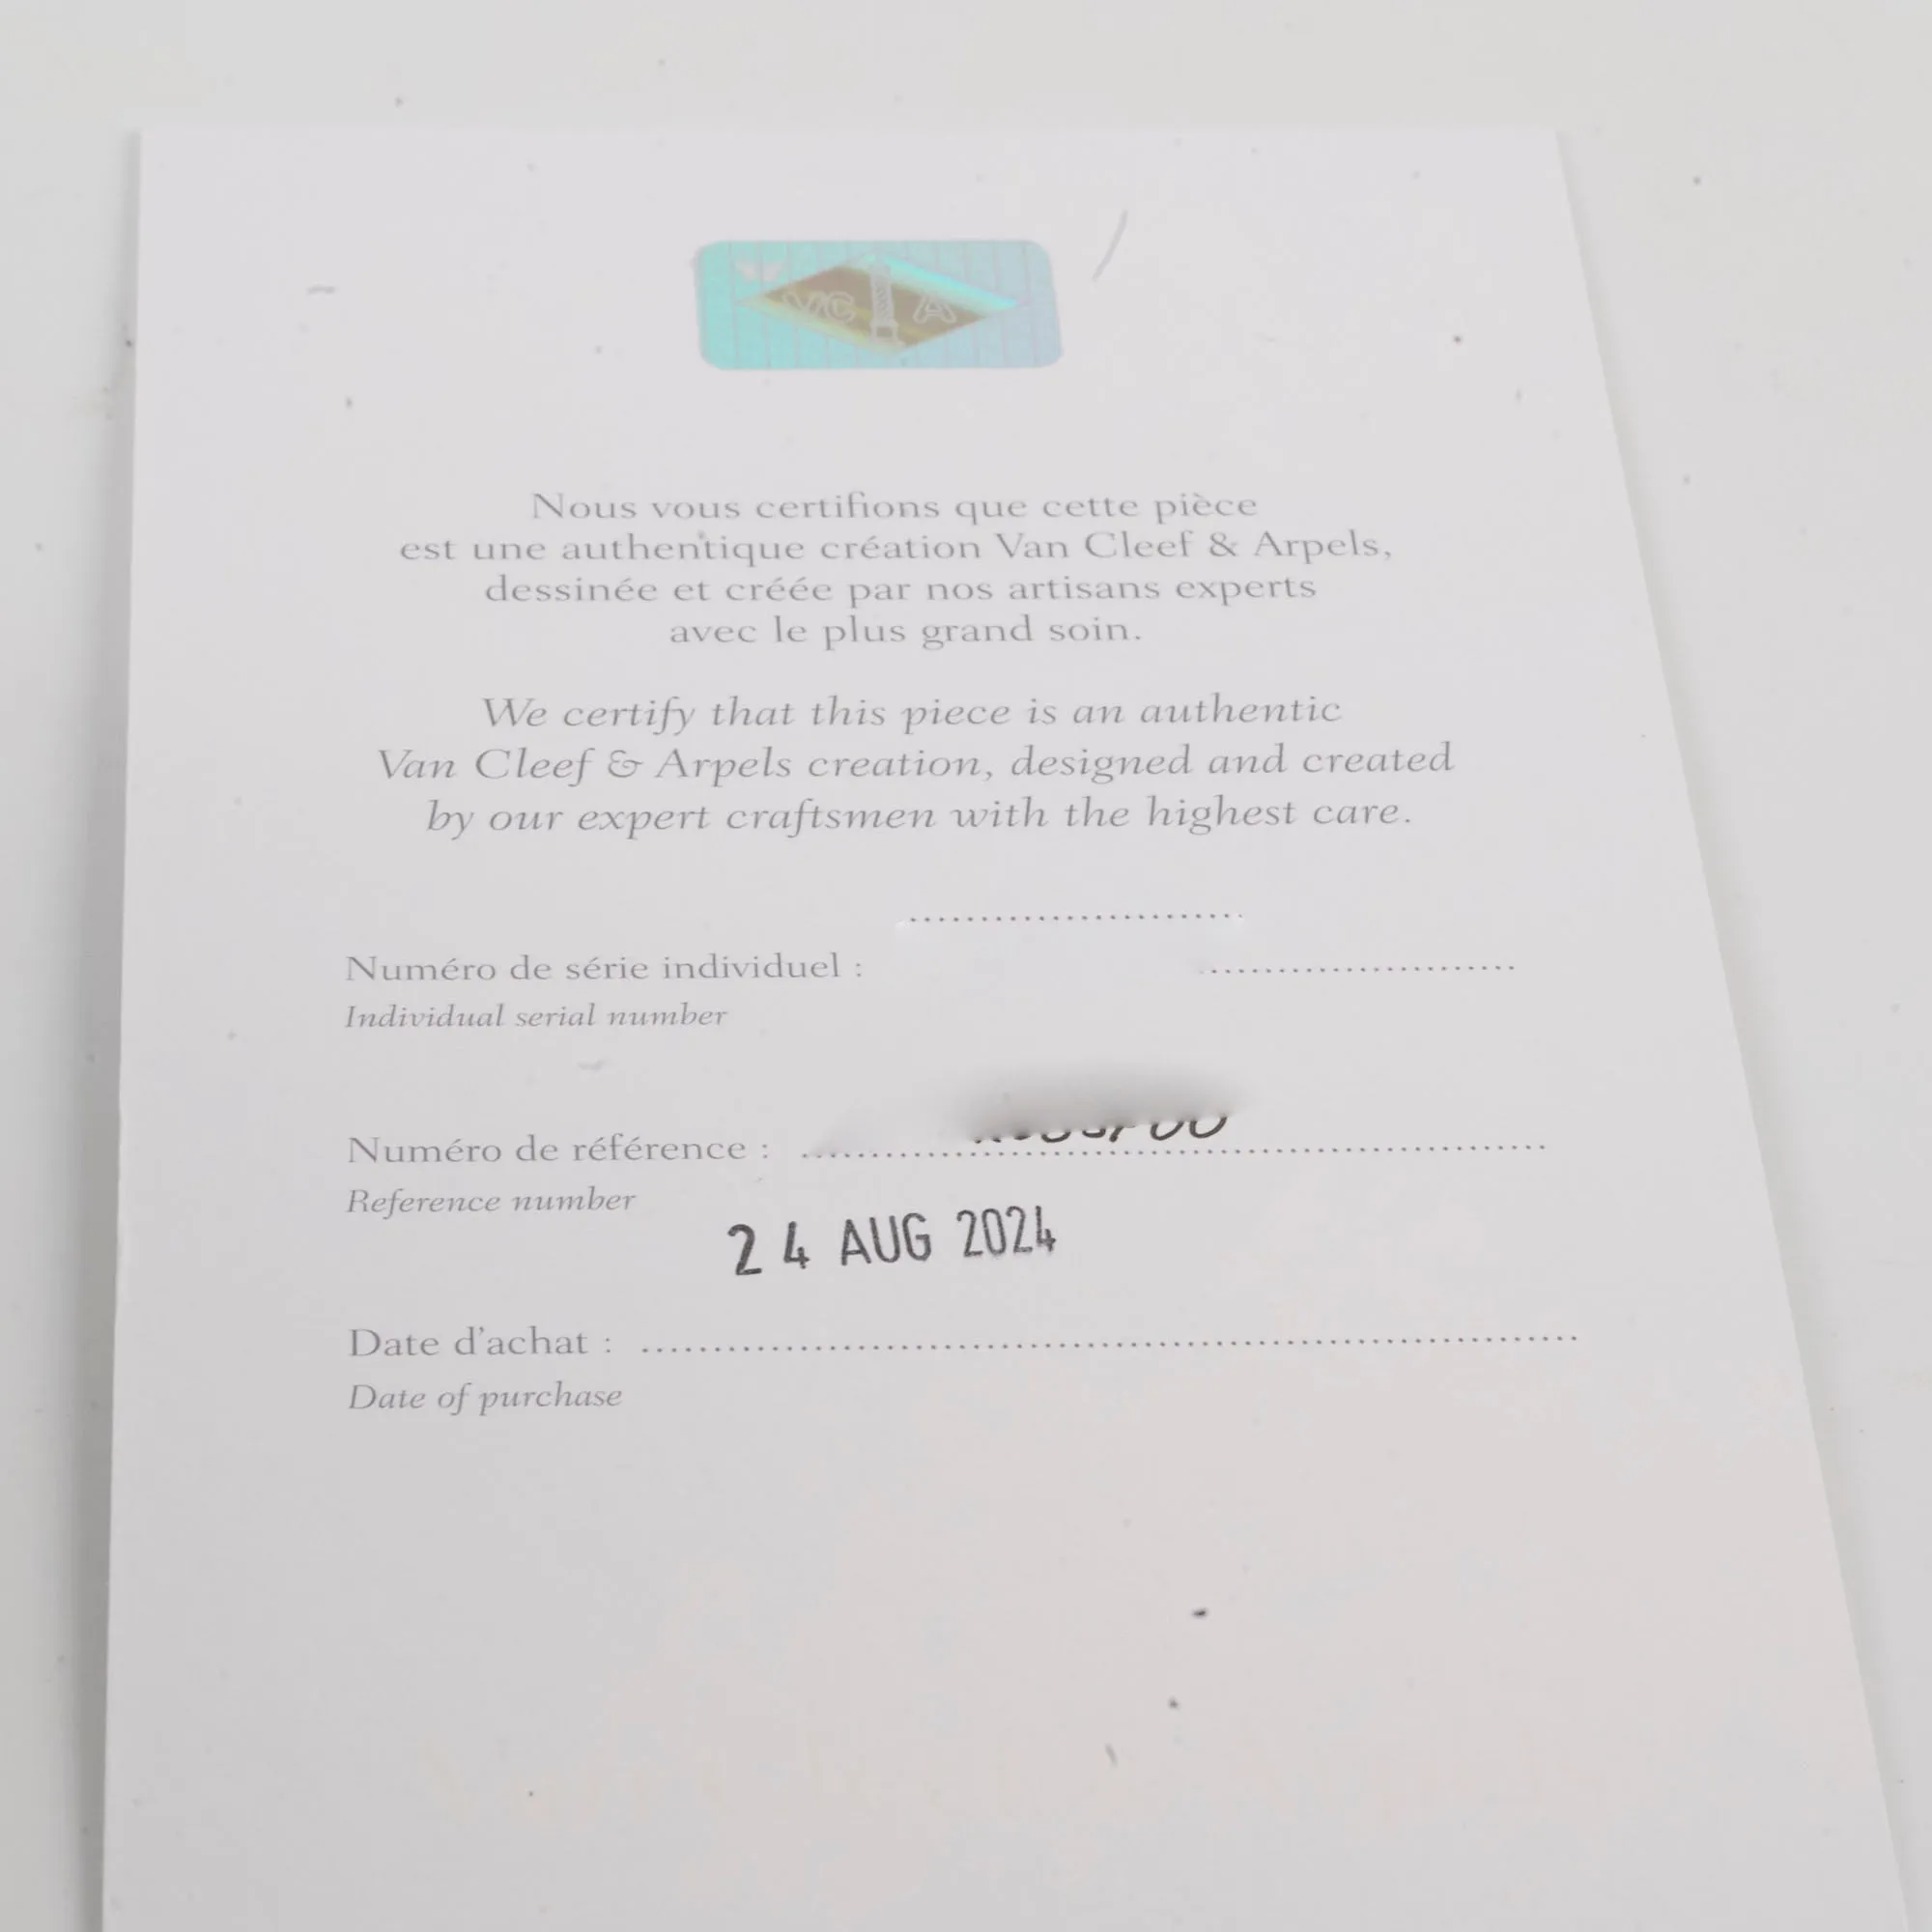 VC A
Nous vous certifions que cette pièce
est une authentique création Van Cleef & Arpels,
dessinée et créée par nos artisans experts
avec le plus grand soin.
We certify that this piece is an authentic
Van Cleef & Arpels creation, designed and created
by our expert craftsmen with the highest care.
Numéro de série individuel :
Individual serial number
Numéro de référence :
Reference number
24 AUG 2024
Date d'achat :
Date of purchase